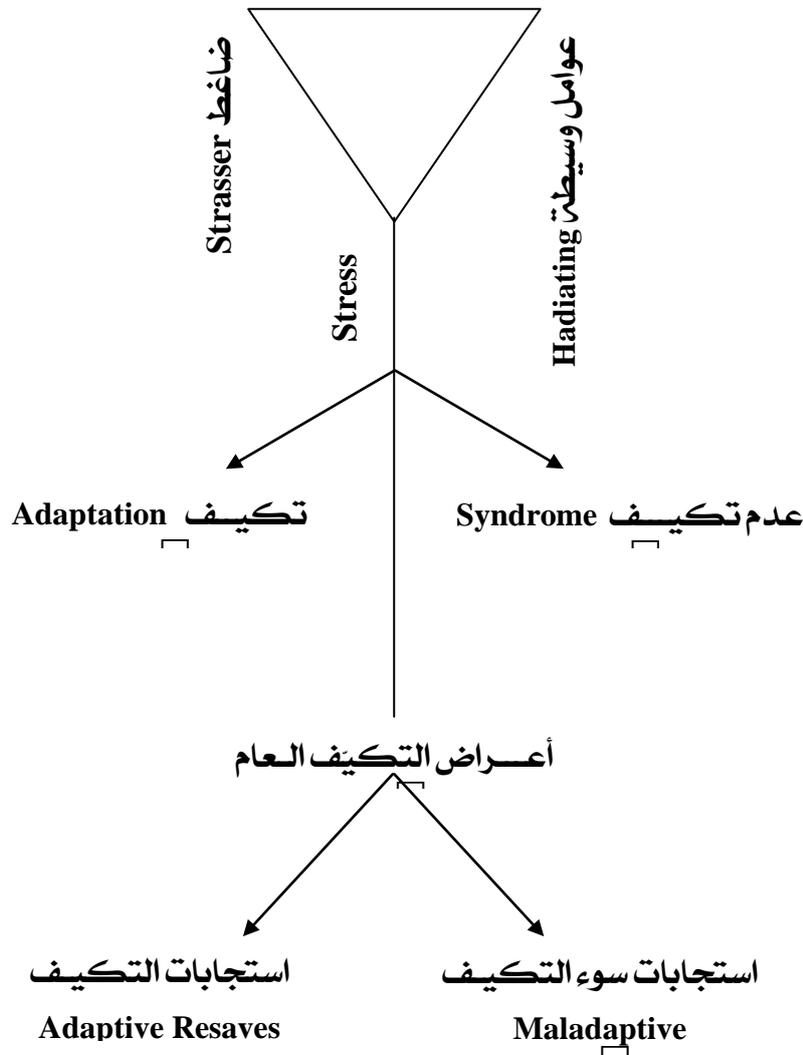 ضاغط Strasser
عوامل وسيطة Hadiating
Stress
تكيف Adaptation
عدم تكيف Syndrome
أعراض التكيّف العام
استجابات التكيف
Adaptive Resaves
استجابات سوء التكيف
Maladaptive